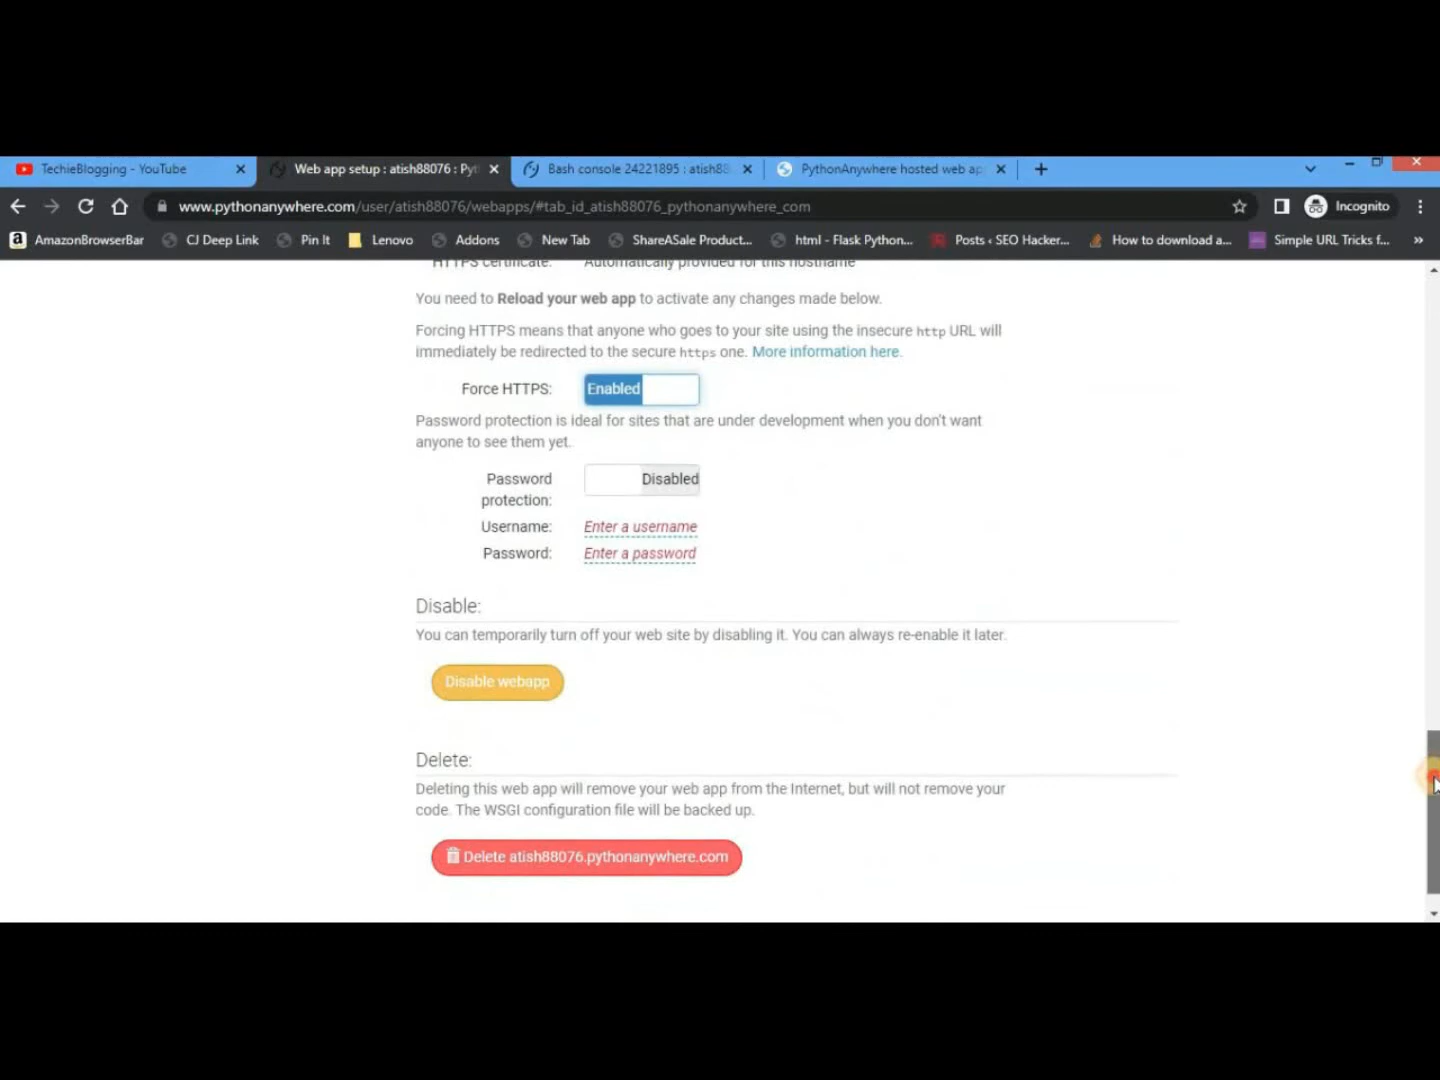 TechieBlogging - YouTube
Web app setup : atish88076 : Pyt
Bash console 24221895 : atish88
PythonAnywhere hosted web ap
www.pythonanywhere.com/user/atish88076/webapps/#tab_id_atish88076_pythonanywhere_com
Incognito
AmazonBrowserBar
CJ Deep Link
Pin It
Lenovo
Addons
New Tab
ShareASale Product...
html - Flask Python...
Posts ‹ SEO Hacker...
How to download a...
Simple URL Tricks f...
»
HTTPS certificate: Automatically provided for this hostname
You need to Reload your web app to activate any changes made below.
Forcing HTTPS means that anyone who goes to your site using the insecure http URL will
immediately be redirected to the secure https one. More information here.
Force HTTPS: Enabled
Password protection is ideal for sites that are under development when you don't want
anyone to see them yet.
Password
protection:
Disabled
Username: Enter a username
Password: Enter a password
Disable:
You can temporarily turn off your web site by disabling it. You can always re-enable it later.
Disable webapp
Delete:
Deleting this web app will remove your web app from the Internet, but will not remove your
code. The WSGI configuration file will be backed up.
Delete atish88076.pythonanywhere.com